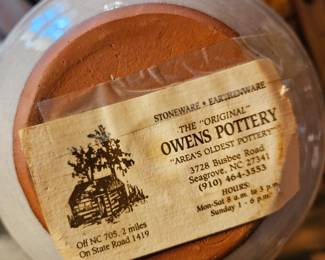 STONEWARE • EARTHENWARE
THE "ORIGINAL"
OWENS POTTERY
"AREA'S OLDEST POTTERY"
3728 Busbee Road
Seagrove, NC 27341
(910) 464-3553
HOURS:
Mon-Sat 8 a.m. to 5 p.m.
Sunday 1 - 6 p.m.
Off NC 705, 2 miles
On State Road 1419